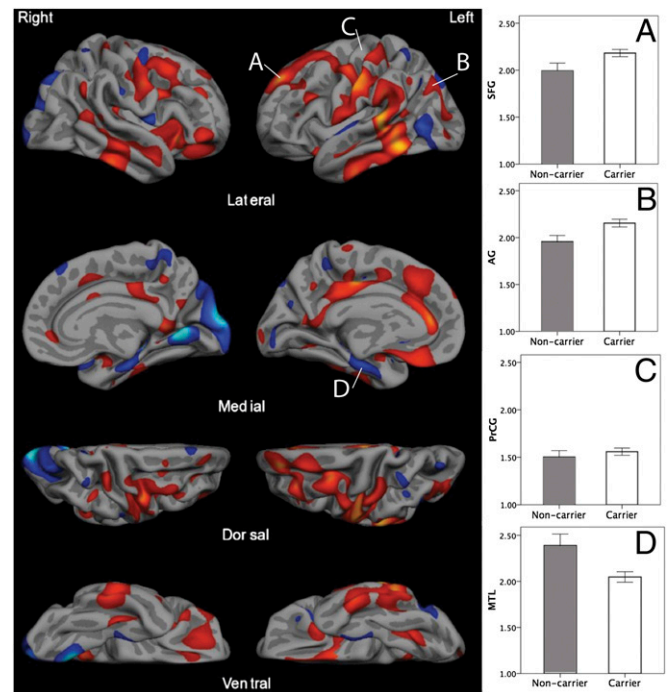 Right
Left
C
A
B
Lateral
Medial
D
Dorsal
Ventral
A
2.50
2.00
1.50
1.00
SFG
Non-carrier Carrier
B
2.50
2.00
1.50
1.00
AG
Non-carrier Carrier
C
2.50
2.00
1.50
1.00
PrCG
Non-carrier Carrier
D
2.50
2.00
1.50
1.00
MTL
Non-carrier Carrier